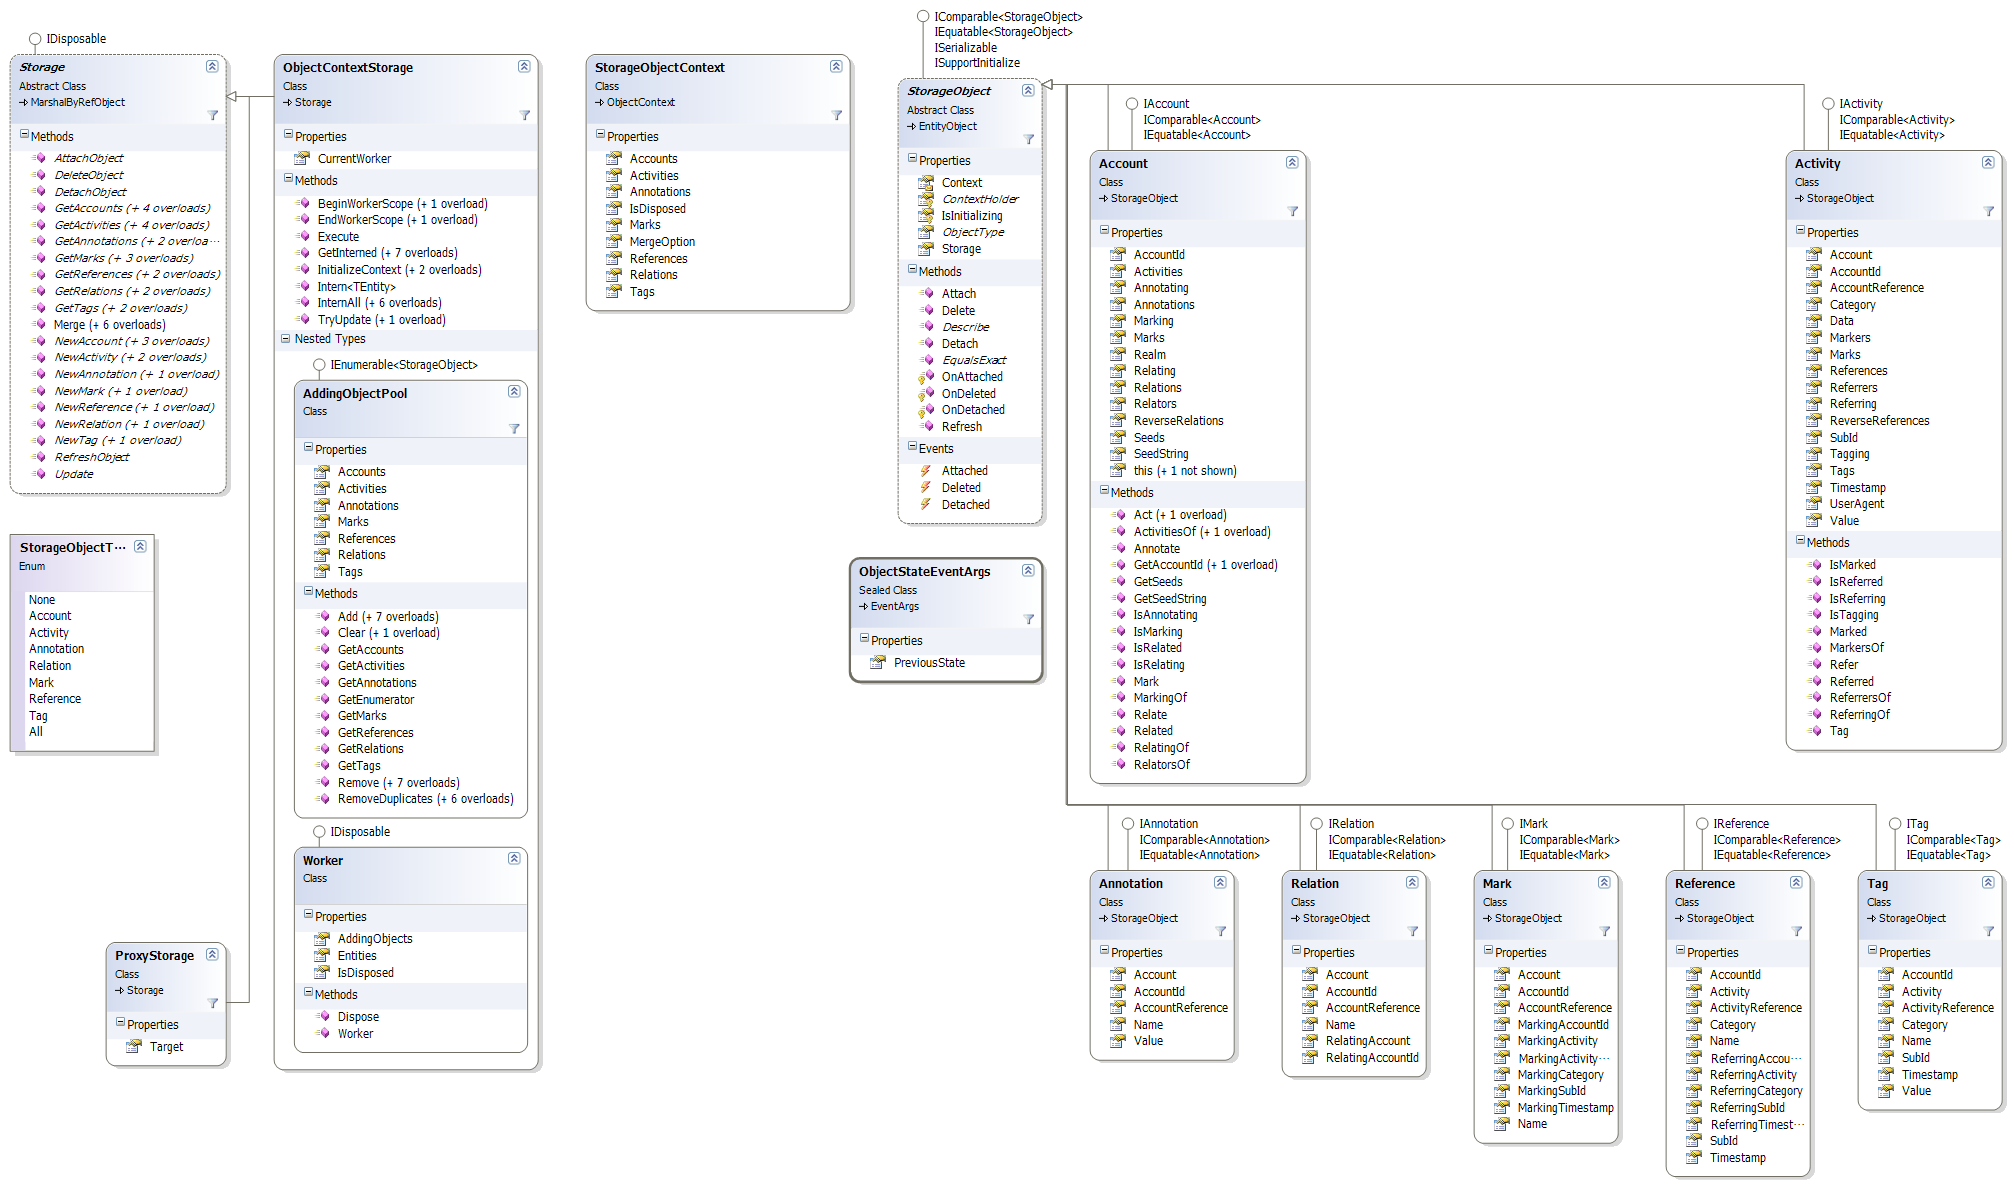 IDisposable
Storage
Abstract Class
MarshalByRefObject
Methods
AttachObject
DeleteObject
DetachObject
GetAccounts (+ 4 overloads)
GetActivities (+ 4 overloads)
GetAnnotations (+ 2 overloa···
GetMarks (+ 3 overloads)
GetReferences (+ 2 overloads)
GetRelations (+ 2 overloads)
GetTags (+ 2 overloads)
Merge (+ 6 overloads)
NewAccount (+ 3 overloads)
NewActivity (+ 2 overloads)
NewAnnotation (+ 1 overload)
NewMark (+ 1 overload)
NewReference (+ 1 overload)
NewRelation (+ 1 overload)
NewTag (+ 1 overload)
RefreshObject
Update
StorageObjectT···
Enum
None
Account
Activity
Annotation
Relation
Mark
Reference
Tag
All
ProxyStorage
Class
Storage
Properties
Target
ObjectContextStorage
Class
Storage
Properties
CurrentWorker
Methods
BeginWorkerScope (+ 1 overload)
EndWorkerScope (+ 1 overload)
Execute
GetInterned (+ 7 overloads)
InitializeContext (+ 2 overloads)
Intern<TEntity>
InternAll (+ 6 overloads)
TryUpdate (+ 1 overload)
Nested Types
IEnumerable<StorageObject>
AddingObjectPool
Class
Properties
Accounts
Activities
Annotations
Marks
References
Relations
Tags
Methods
Add (+ 7 overloads)
Clear (+ 1 overload)
GetAccounts
GetActivities
GetAnnotations
GetEnumerator
GetMarks
GetReferences
GetRelations
GetTags
Remove (+ 7 overloads)
RemoveDuplicates (+ 6 overloads)
IDisposable
Worker
Class
Properties
AddingObjects
Entities
IsDisposed
Methods
Dispose
Worker
StorageObjectContext
Class
ObjectContext
Properties
Accounts
Activities
Annotations
IsDisposed
Marks
MergeOption
References
Relations
Tags
IComparable<StorageObject>
IEquatable<StorageObject>
ISerializable
ISupportInitialize
StorageObject
Abstract Class
EntityObject
Properties
Context
ContextHolder
IsInitializing
ObjectType
Storage
Methods
Attach
Delete
Describe
Detach
EqualsExact
OnAttached
OnDeleted
OnDetached
Refresh
Events
Attached
Deleted
Detached
ObjectStateEventArgs
Sealed Class
EventArgs
Properties
PreviousState
IAccount
IComparable<Account>
IEquatable<Account>
Account
Class
StorageObject
Properties
AccountId
Activities
Annotating
Annotations
Marking
Marks
Realm
Relating
Relations
Relators
ReverseRelations
Seeds
SeedString
this (+ 1 not shown)
Methods
Act (+ 1 overload)
ActivitiesOf (+ 1 overload)
Annotate
GetAccountId (+ 1 overload)
GetSeeds
GetSeedString
IsAnnotating
IsMarking
IsRelated
IsRelating
Mark
MarkingOf
Relate
Related
RelatingOf
RelatorsOf
IActivity
IComparable<Activity>
IEquatable<Activity>
Activity
Class
StorageObject
Properties
Account
AccountId
AccountReference
Category
Data
Markers
Marks
References
Referrers
Referring
ReverseReferences
SubId
Tagging
Tags
Timestamp
UserAgent
Value
Methods
IsMarked
IsReferred
IsReferring
IsTagging
Marked
MarkersOf
Refer
Referred
ReferrersOf
ReferringOf
Tag
IAnnotation
IComparable<Annotation>
IEquatable<Annotation>
Annotation
Class
StorageObject
Properties
Account
AccountId
AccountReference
Name
Value
IRelation
IComparable<Relation>
IEquatable<Relation>
Relation
Class
StorageObject
Properties
Account
AccountId
AccountReference
Name
RelatingAccount
RelatingAccountId
IMark
IComparable<Mark>
IEquatable<Mark>
Mark
Class
StorageObject
Properties
Account
AccountId
AccountReference
MarkingAccountId
MarkingActivity
MarkingActivity···
MarkingCategory
MarkingSubId
MarkingTimestamp
Name
IReference
IComparable<Reference>
IEquatable<Reference>
Reference
Class
StorageObject
Properties
AccountId
Activity
ActivityReference
Category
Name
ReferringAccou···
ReferringActivity
ReferringCategory
ReferringSubId
ReferringTimest···
SubId
Timestamp
ITag
IComparable<Tag>
IEquatable<Tag>
Tag
Class
StorageObject
Properties
AccountId
Activity
ActivityReference
Category
Name
SubId
Timestamp
Value